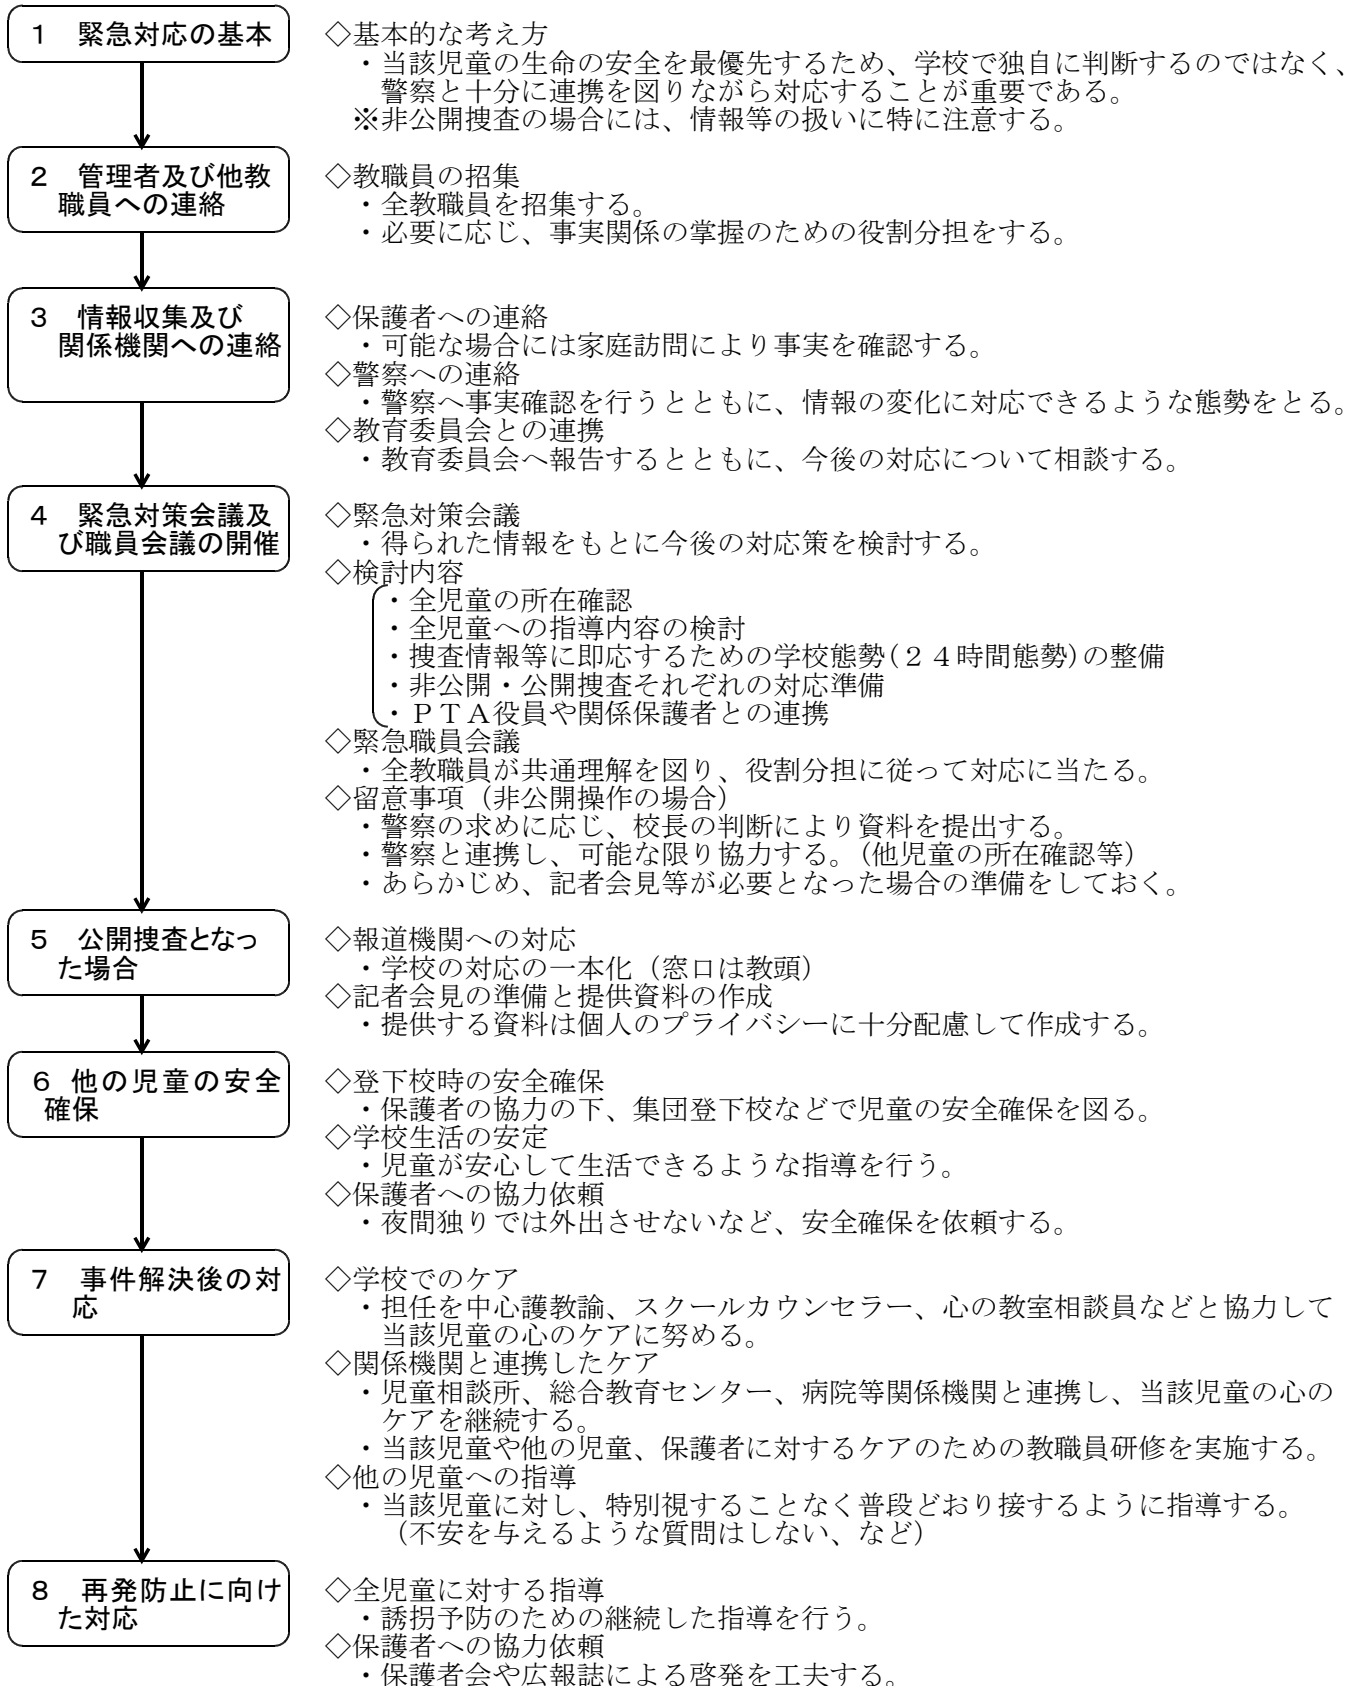 １　緊急対応の基本
◇基本的な考え方
・当該児童の生命の安全を最優先するため、学校で独自に判断するのではなく、
警察と十分に連携を図りながら対応することが重要である。
※非公開捜査の場合には、情報等の扱いに特に注意する。
２　管理者及び他教
職員への連絡
◇教職員の招集
・全教職員を招集する。
・必要に応じ、事実関係の掌握のための役割分担をする。
３　情報収集及び
関係機関への連絡
◇保護者への連絡
・可能な場合には家庭訪問により事実を確認する。
◇警察への連絡
・警察へ事実確認を行うとともに、情報の変化に対応できるような態勢をとる。
◇教育委員会との連携
・教育委員会へ報告するとともに、今後の対応について相談する。
４　緊急対策会議及
び職員会議の開催
◇緊急対策会議
・得られた情報をもとに今後の対応策を検討する。
◇検討内容
・全児童の所在確認
・全児童への指導内容の検討
・捜査情報等に即応するための学校態勢(２４時間態勢)の整備
・非公開・公開捜査それぞれの対応準備
・ＰＴＡ役員や関係保護者との連携
◇緊急職員会議
・全教職員が共通理解を図り、役割分担に従って対応に当たる。
◇留意事項（非公開操作の場合）
・警察の求めに応じ、校長の判断により資料を提出する。
・警察と連携し、可能な限り協力する。（他児童の所在確認等）
・あらかじめ、記者会見等が必要となった場合の準備をしておく。
５　公開捜査となっ
た場合
◇報道機関への対応
・学校の対応の一本化（窓口は教頭）
◇記者会見の準備と提供資料の作成
・提供する資料は個人のプライバシーに十分配慮して作成する。
６ 他の児童の安全
確保
◇登下校時の安全確保
・保護者の協力の下、集団登下校などで児童の安全確保を図る。
◇学校生活の安定
・児童が安心して生活できるような指導を行う。
◇保護者への協力依頼
・夜間独りでは外出させないなど、安全確保を依頼する。
７　事件解決後の対
応
◇学校でのケア
・担任を中心護教諭、スクールカウンセラー、心の教室相談員などと協力して
当該児童の心のケアに努める。
◇関係機関と連携したケア
・児童相談所、総合教育センター、病院等関係機関と連携し、当該児童の心の
ケアを継続する。
・当該児童や他の児童、保護者に対するケアのための教職員研修を実施する。
◇他の児童への指導
・当該児童に対し、特別視することなく普段どおり接するように指導する。
（不安を与えるような質問はしない、など）
８　再発防止に向け
た対応
◇全児童に対する指導
・誘拐予防のための継続した指導を行う。
◇保護者への協力依頼
・保護者会や広報誌による啓発を工夫する。